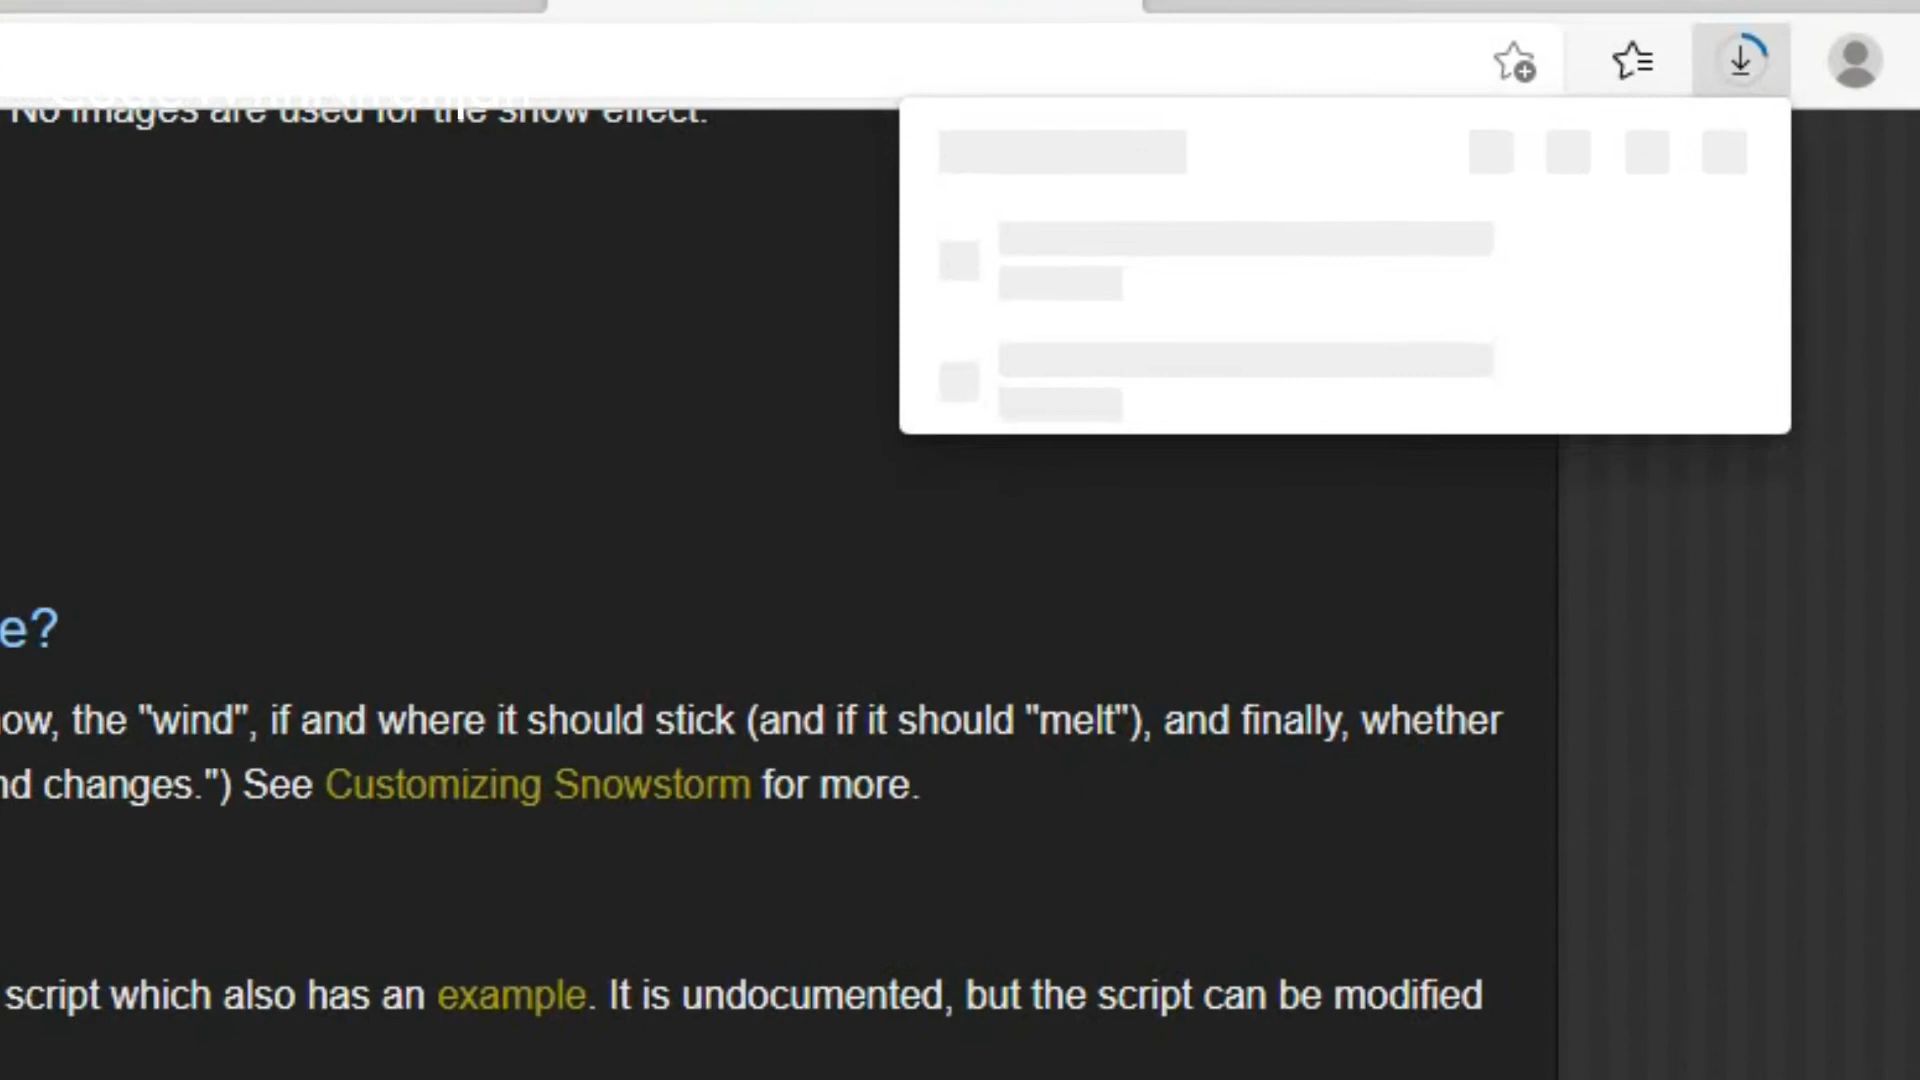 No images are used for the snow effect.
e?
ow, the "wind", if and where it should stick (and if it should "melt"), and finally, whether
nd changes.") See Customizing Snowstorm for more.
script which also has an example. It is undocumented, but the script can be modified